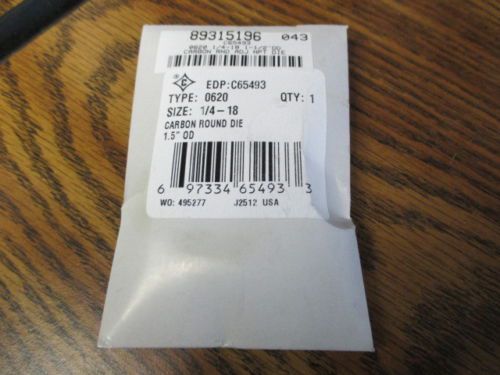 89315196 043
C65493
0620 1/4-18 1-1/2"OD
CARBON RND ADJ NPT DIE
C ® EDP:C65493
TYPE: 0620 QTY: 1
SIZE: 1/4-18
CARBON ROUND DIE
1.5" OD
6 97334 65493 3
WO: 495277 J2512 USA